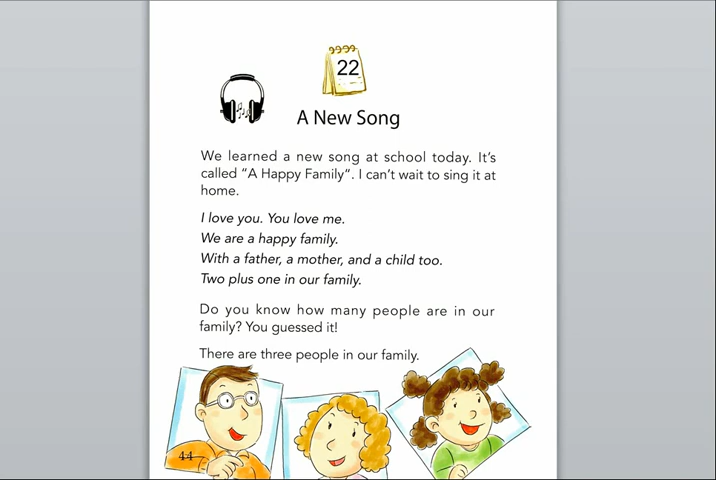 22
A New Song
We learned a new song at school today. It's
called "A Happy Family". I can't wait to sing it at
home.
I love you. You love me.
We are a happy family.
With a father, a mother, and a child too.
Two plus one in our family.
Do you know how many people are in our
family? You guessed it!
There are three people in our family.
44